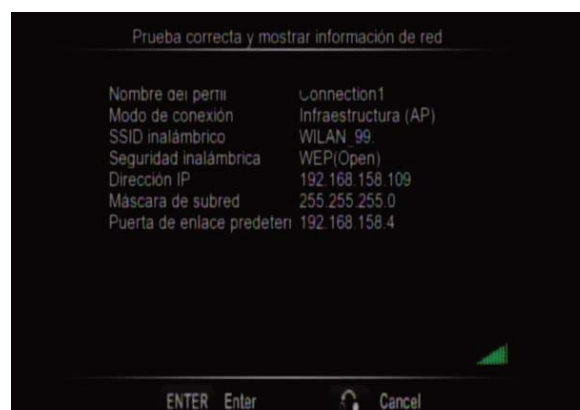 Prueba correcta y mostrar información de red
Nombre del perfil Connection1
Modo de conexión Infraestructura (AP)
SSID inalámbrico WILAN_99.
Seguridad inalámbrica WEP(Open)
Dirección IP 192.168.158.109
Máscara de subred 255.255.255.0
Puerta de enlace predeteri 192.168.158.4
ENTER Enter Cancel